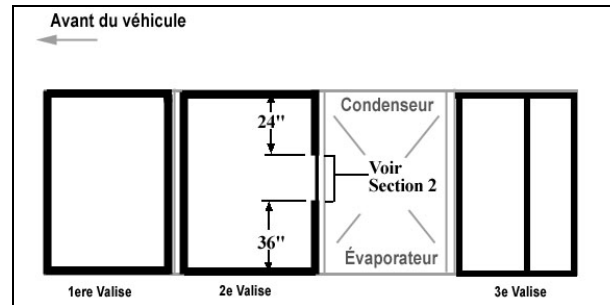 Avant du véhicule
Condenseur
24"
Voir
Section 2
36"
Évaporateur
1ere Valise
2e Valise
3e Valise